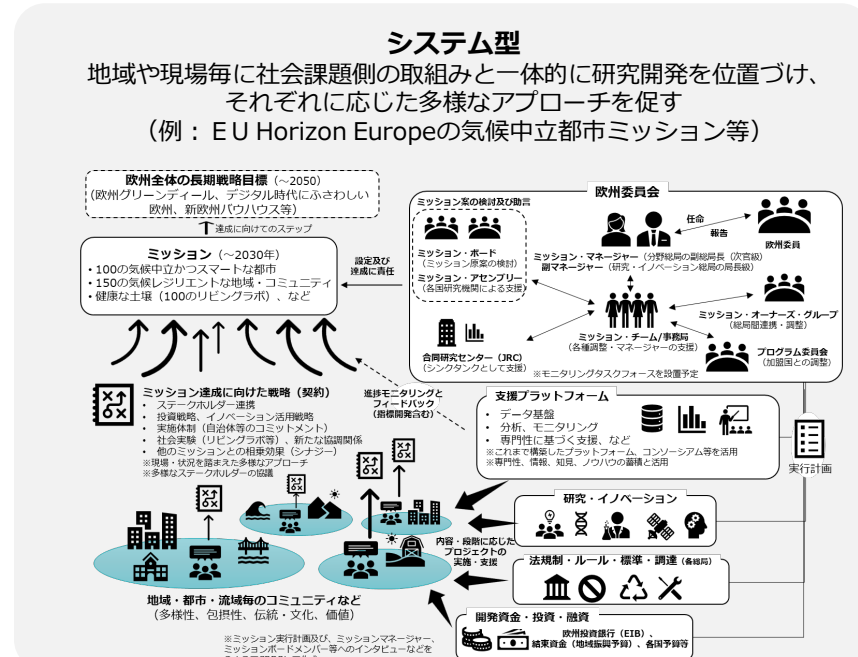 システム型
地域や現場毎に社会課題側の取組みと一体的に研究開発を位置づけ、
それぞれに応じた多様なアプローチを促す
（例：ＥＵ Horizon Europeの気候中立都市ミッション等）
欧州全体の長期戦略目標（～2050）
（欧州グリーンディール、デジタル時代にふさわしい
欧州、新欧州バウハウス等）
達成に向けてのステップ
ミッション（～2030年）
・100の気候中立かつスマートな都市
・150の気候レジリエントな地域・コミュニティ
・健康な土壌（100のリビングラボ）、など
設定及び
達成に責任
欧州委員会
ミッション案の検討及び助言
ミッション・ボード
（ミッション原案の検討）
ミッション・アセンブリー
（各国研究機関による支援）
任命
報告
欧州委員
ミッション・マネージャー（分野総局の副総局長（次官級）
副マネージャー（研究・イノベーション総局の局長級）
ミッション・オーナーズ・グループ
（総局間連携・調整）
ミッション・チーム/事務局
（各種調整・マネージャーの支援）
合同研究センター（JRC）
（シンクタンクとして支援）
プログラム委員会
（加盟国との調整）
※モニタリングタスクフォースを設置予定
ミッション達成に向けた戦略（契約）
・ ステークホルダー連携
・ 投資戦略、イノベーション活用戦略
・ 実施体制（自治体等のコミットメント）
・ 社会実験（リビングラボ等）、新たな協調関係
・ 他のミッションとの相乗効果（シナジー）
※現場・状況を踏まえた多様なアプローチ
※多様なステークホルダーの協議
進捗モニタリングと
フィードバック
（指標開発含む）
支援プラットフォーム
・ データ基盤
・ 分析、モニタリング
・ 専門性に基づく支援、など
※これまで構築したプラットフォーム、コンソーシアム等を活用
※専門性、情報、知見、ノウハウの蓄積と活用
実行計画
研究・イノベーション
内容・段階に応じた
プロジェクトの
実施・支援
法規制・ルール・標準・調達（各総局）
地域・都市・流域毎のコミュニティなど
（多様性、包摂性、伝統・文化、価値）
開発資金・投資・融資
欧州投資銀行（EIB）、
結束資金（地域振興予算）、各国予算等
※ミッション実行計画及び、ミッションマネージャー、
ミッションボードメンバー等へのインタビューなどを